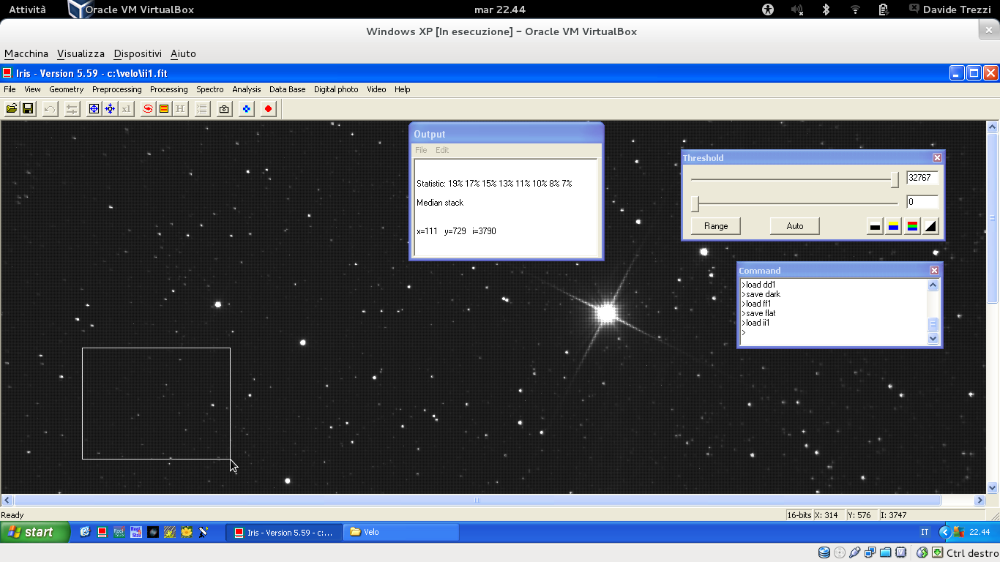 Attività
Oracle VM VirtualBox
mar 22.44
Davide Trezzi
Windows XP [In esecuzione] - Oracle VM VirtualBox
Macchina Visualizza Dispositivi Aiuto
Iris - Version 5.59 - c:\velo\ii1.fit
File View Geometry Preprocessing Processing Spectro Analysis Data Base Digital photo Video Help
x1 H
Output
File Edit
Statistic: 19% 17% 15% 13% 11% 10% 8% 7%
Median stack
x=111 y=729 i=3790
Threshold
32767
0
Range Auto
Command
>load dd1
>save dark
>load ff1
>save flat
>load ii1
>
Ready
16-bits X: 314 Y: 576 I: 3747
start
Iris - Version 5.59 - c:...
Velo
IT
22.44
Ctrl destro